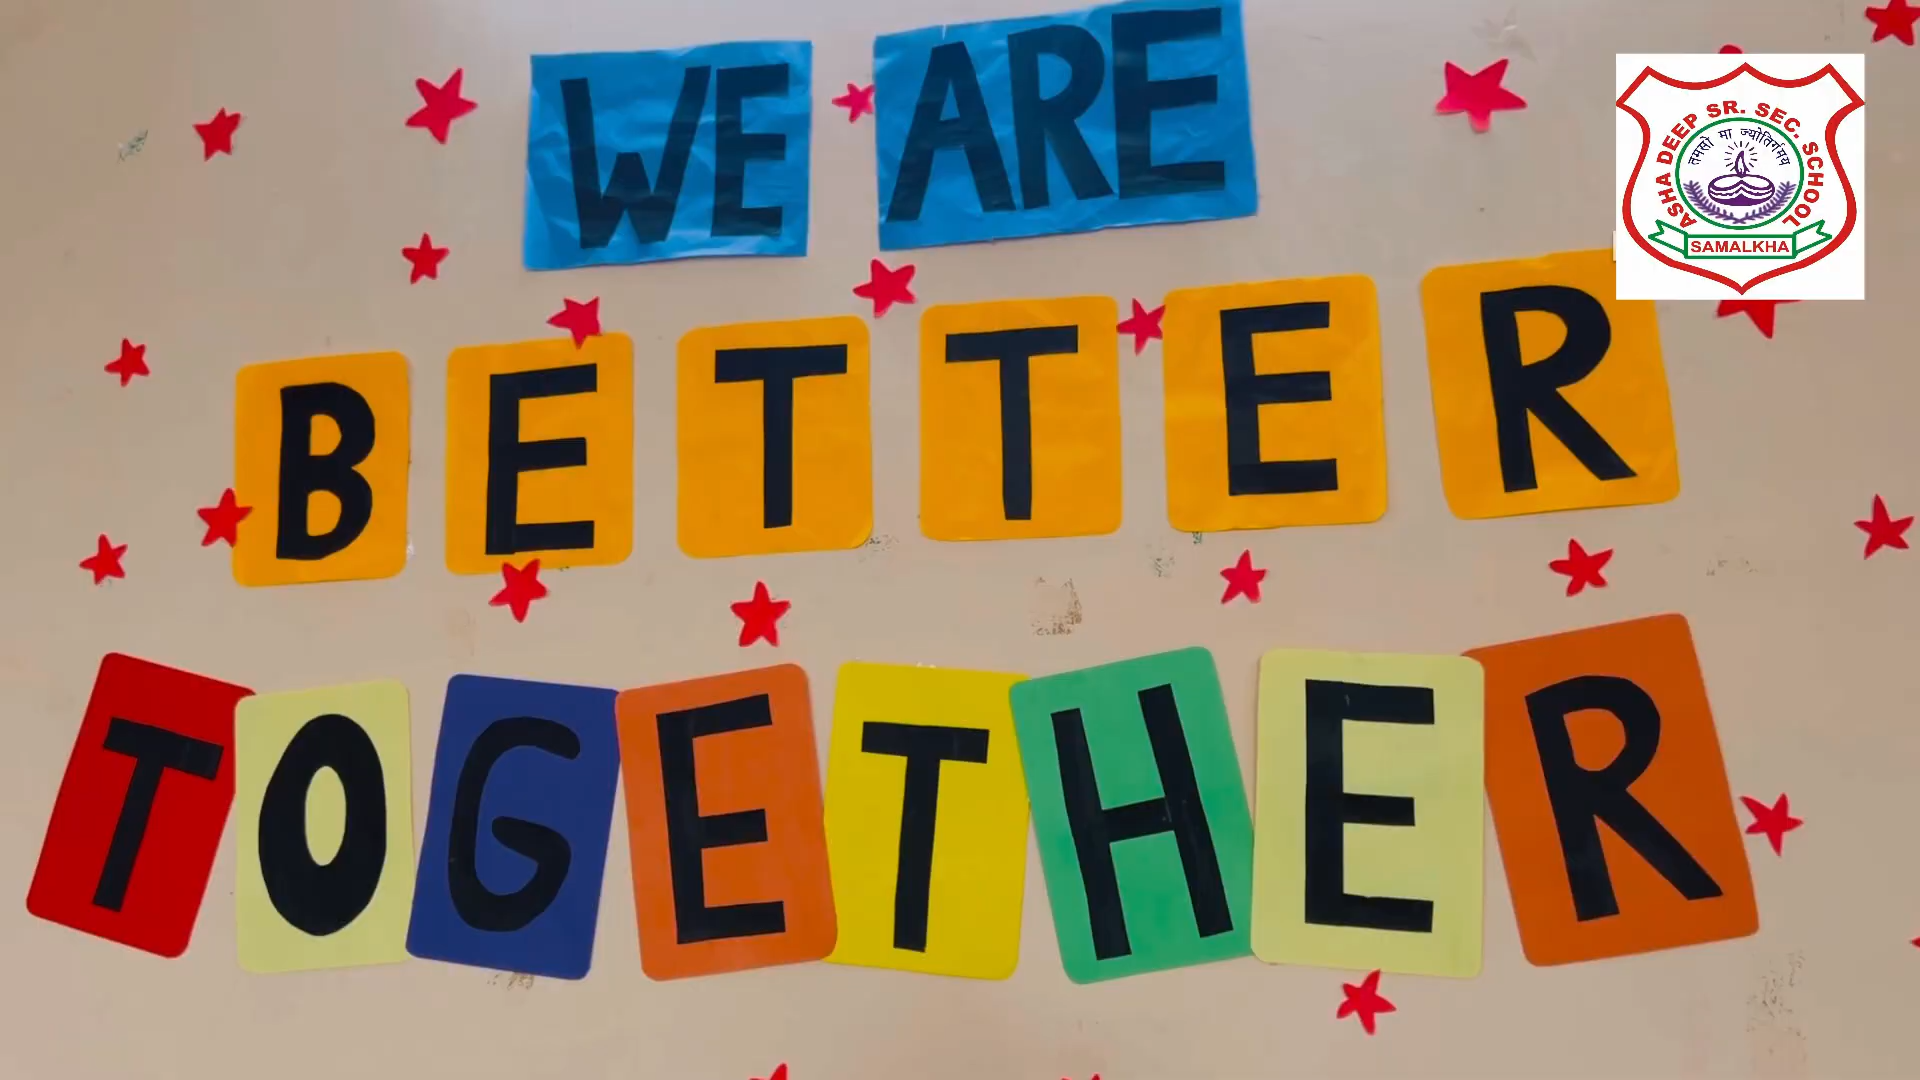 WE ARE
BETTER
TOGETHER
ASHA DEEP SR. SEC. SCHOOL
तमसो मा ज्योतिर्गमय
SAMALKHA